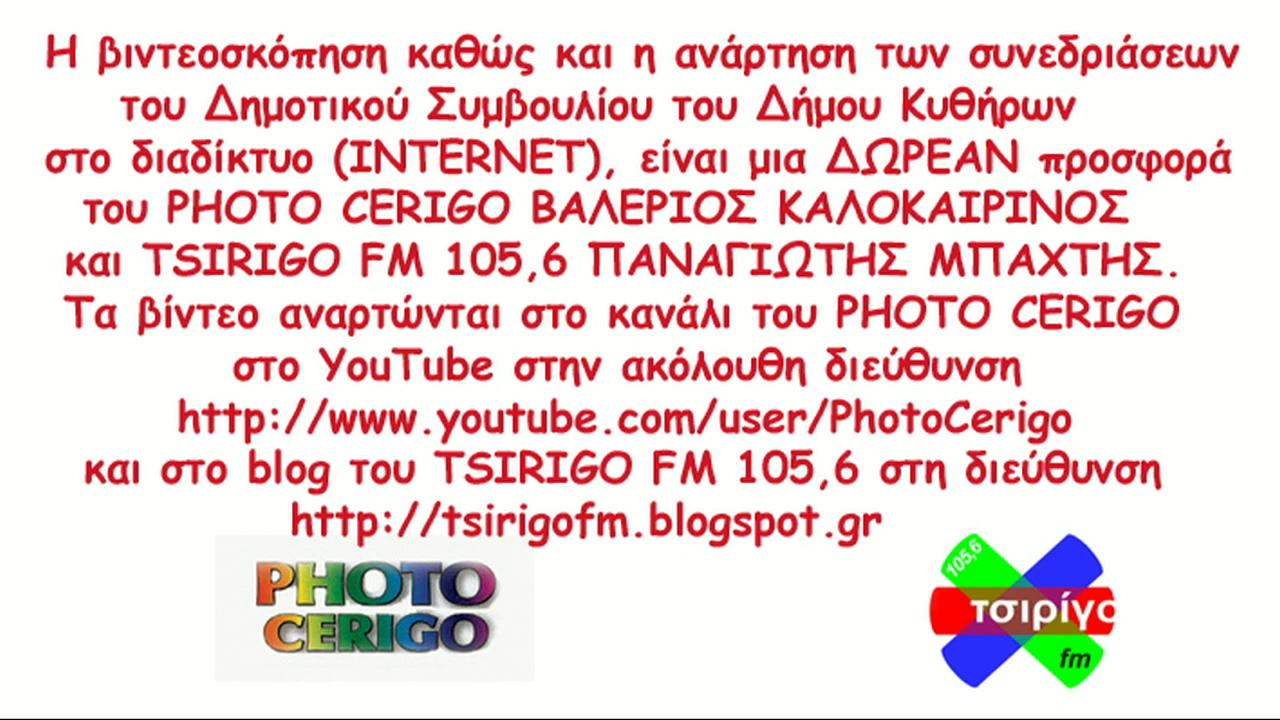 Η βιντεοσκόπηση καθώς και η ανάρτηση των συνεδριάσεων
του Δημοτικού Συμβουλίου του Δήμου Κυθήρων
στο διαδίκτυο (INTERNET), είναι μια ΔΩΡΕΑΝ προσφορά
του PHOTO CERIGO ΒΑΛΕΡΙΟΣ ΚΑΛΟΚΑΙΡΙΝΟΣ
και TSIRIGO FM 105,6 ΠΑΝΑΓΙΩΤΗΣ ΜΠΑΧΤΗΣ.
Τα βίντεο αναρτώνται στο κανάλι του PHOTO CERIGO
στο YouTube στην ακόλουθη διεύθυνση
http://www.youtube.com/user/PhotoCerigo
και στο blog του TSIRIGO FM 105,6 στη διεύθυνση
http://tsirigofm.blogspot.gr
PHOTO
CERIGO
105,6
τσιρίγο
fm